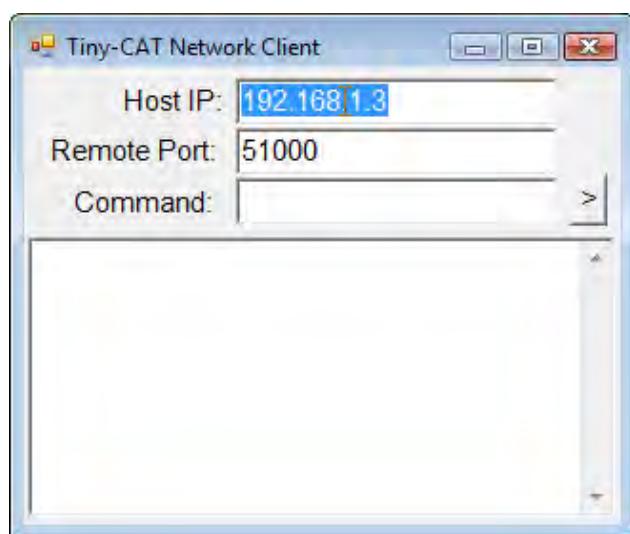 Tiny-CAT Network Client
Host IP: 192.168.1.3
Remote Port: 51000
Command: >